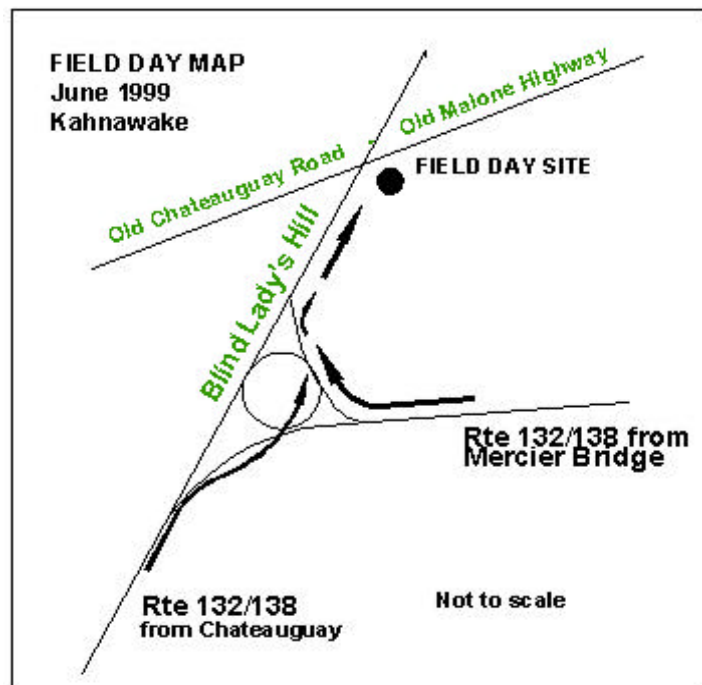 FIELD DAY MAP
June 1999
Kahnawake
Old Chateauguay Road - Old Malone Highway
FIELD DAY SITE
Blind Lady's Hill
Rte 132/138 from
Mercier Bridge
Rte 132/138
from Chateauguay
Not to scale